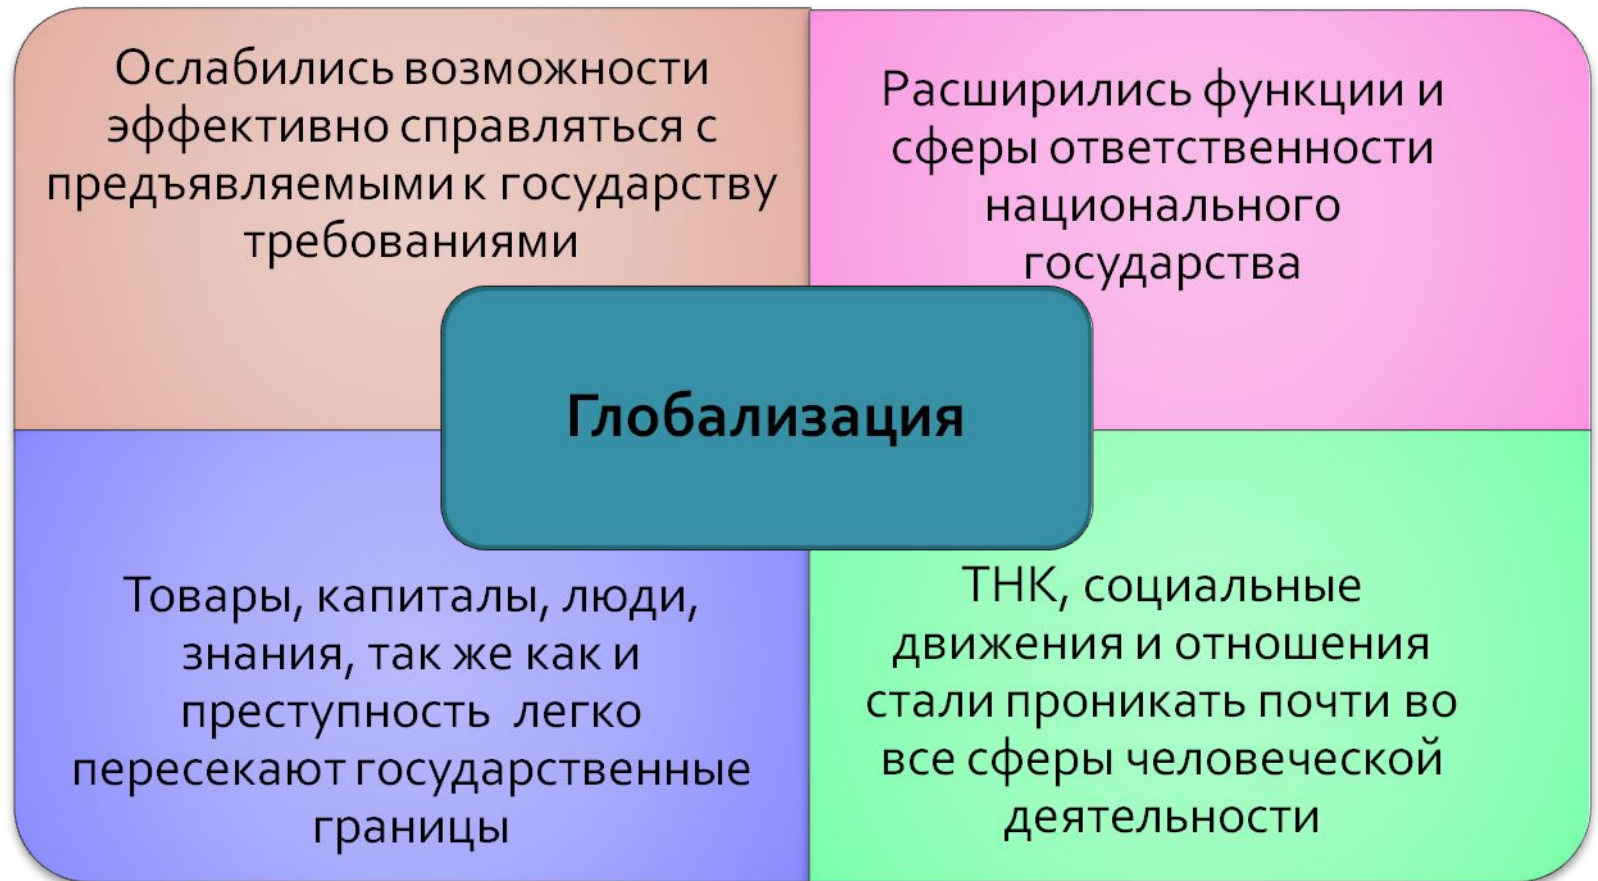 Ослабились возможности
эффективно справляться с
предъявляемыми к государству
требованиями
Расширились функции и
сферы ответственности
национального
государства
Глобализация
Товары, капиталы, люди,
знания, так же как и
преступность легко
пересекают государственные
границы
ТНК, социальные
движения и отношения
стали проникать почти во
все сферы человеческой
деятельности